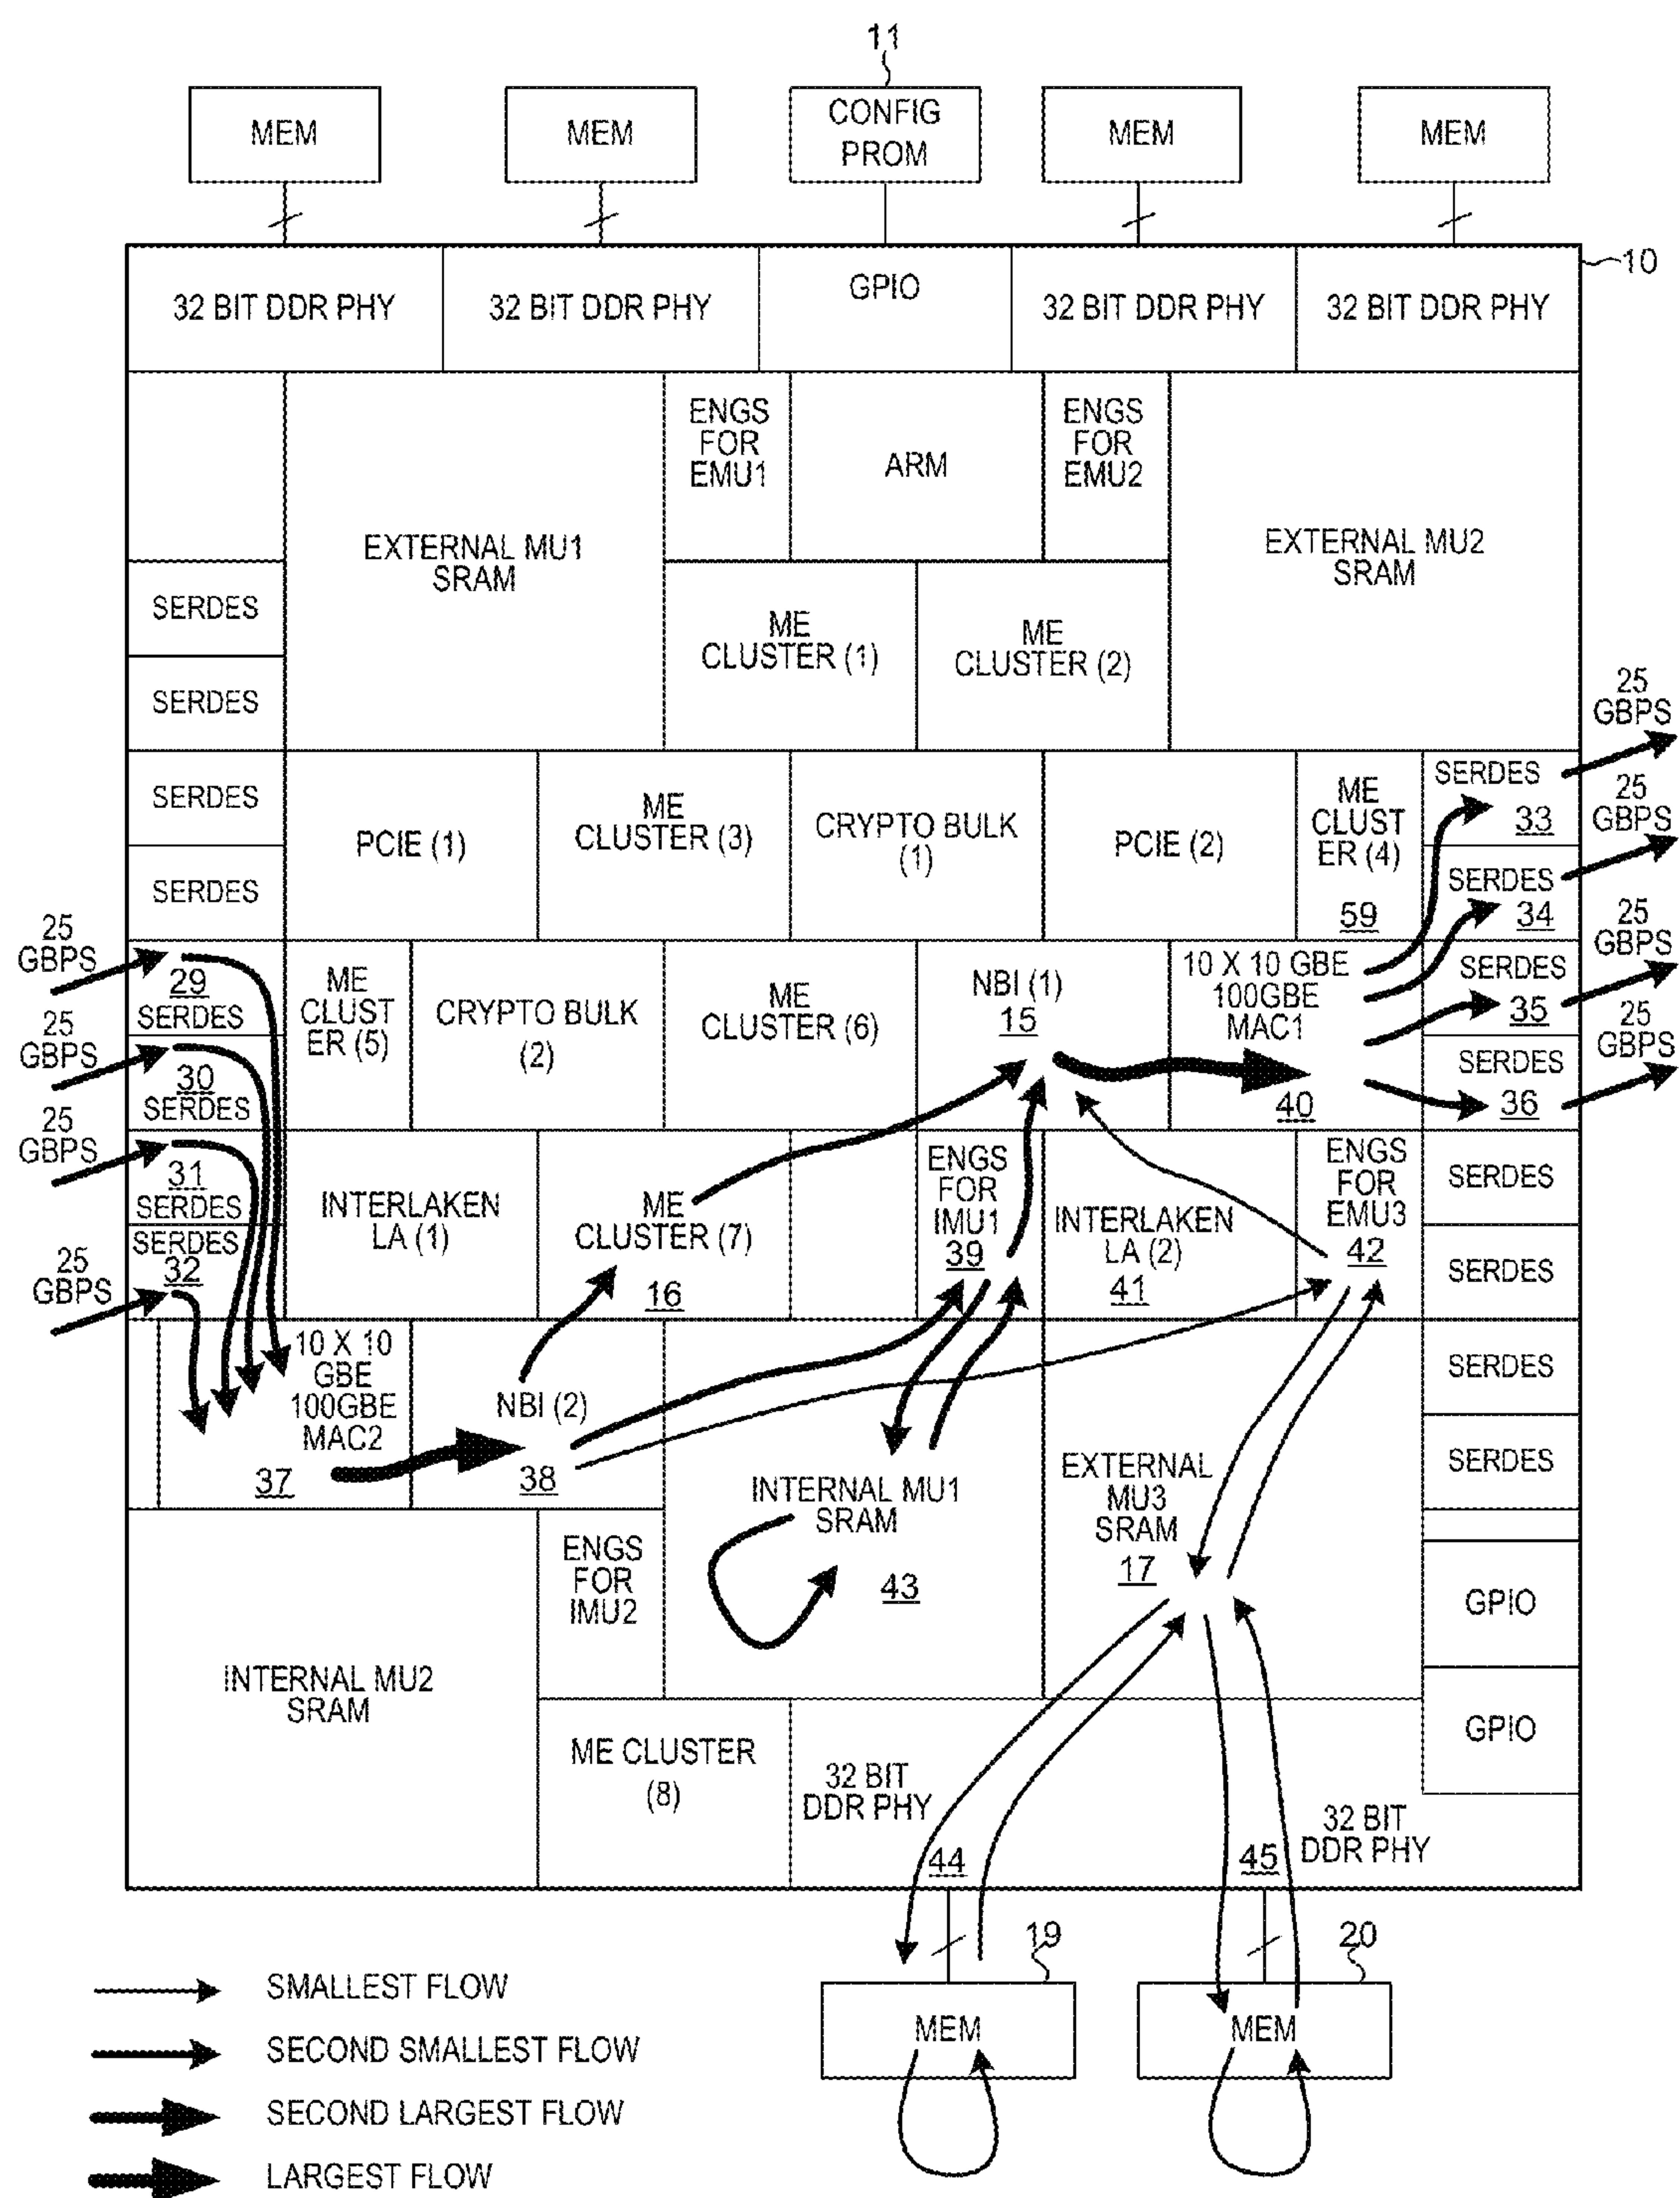 11
MEM
MEM
CONFIG
PROM
MEM
MEM
10
32 BIT DDR PHY
32 BIT DDR PHY
GPIO
32 BIT DDR PHY
32 BIT DDR PHY
EXTERNAL MU1
SRAM
ENGS
FOR
EMU1
ARM
ENGS
FOR
EMU2
EXTERNAL MU2
SRAM
SERDES
SERDES
ME
CLUSTER (1)
ME
CLUSTER (2)
25
GBPS
SERDES
SERDES
PCIE (1)
ME
CLUSTER (3)
CRYPTO BULK
(1)
PCIE (2)
ME
CLUST
ER (4)
59
SERDES
33
25
GBPS
SERDES
34
25
GBPS
29
SERDES
25
GBPS
30
SERDES
ME
CLUST
ER (5)
CRYPTO BULK
(2)
ME
CLUSTER (6)
NBI (1)
15
10 X 10 GBE
100GBE
MAC1
40
SERDES
35
25
GBPS
SERDES
36
25
GBPS
25
GBPS
31
SERDES
SERDES
32
25
GBPS
INTERLAKEN
LA (1)
ME
CLUSTER (7)
16
ENGS
FOR
IMU1
39
INTERLAKEN
LA (2)
41
ENGS
FOR
EMU3
42
SERDES
SERDES
10 X 10
GBE
100GBE
MAC2
37
NBI (2)
38
INTERNAL MU1
SRAM
43
EXTERNAL
MU3
SRAM
17
SERDES
SERDES
ENGS
FOR
IMU2
GPIO
INTERNAL MU2
SRAM
GPIO
ME CLUSTER
(8)
32 BIT
DDR PHY
44
45
32 BIT
DDR PHY
19
20
MEM
MEM
SMALLEST FLOW
SECOND SMALLEST FLOW
SECOND LARGEST FLOW
LARGEST FLOW